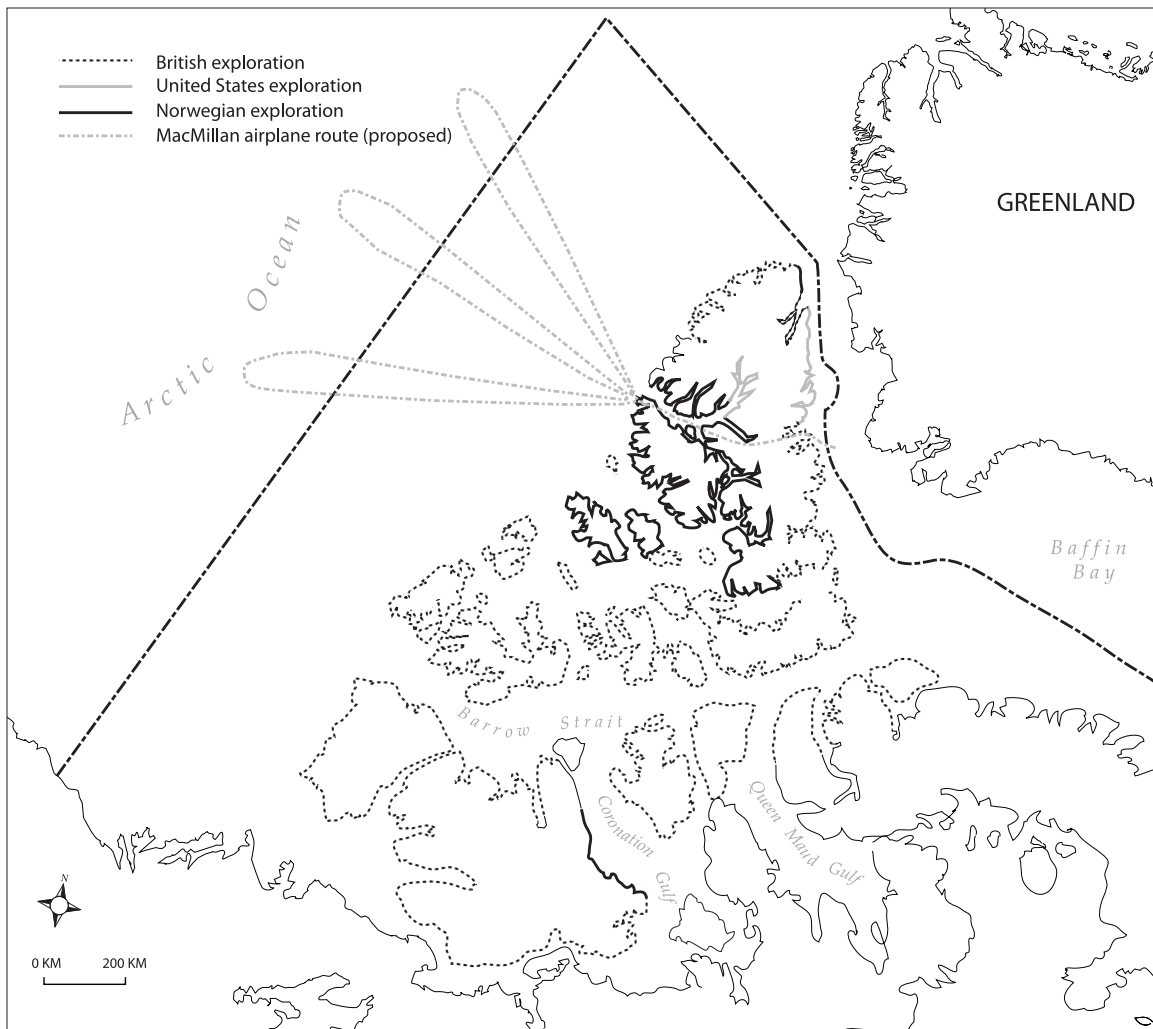 British exploration
United States exploration
Norwegian exploration
MacMillan airplane route (proposed)
GREENLAND
Arctic Ocean
Baffin
Bay
Barrow Strait
Coronation Gulf
Queen Maud Gulf
N
0 KM 200 KM